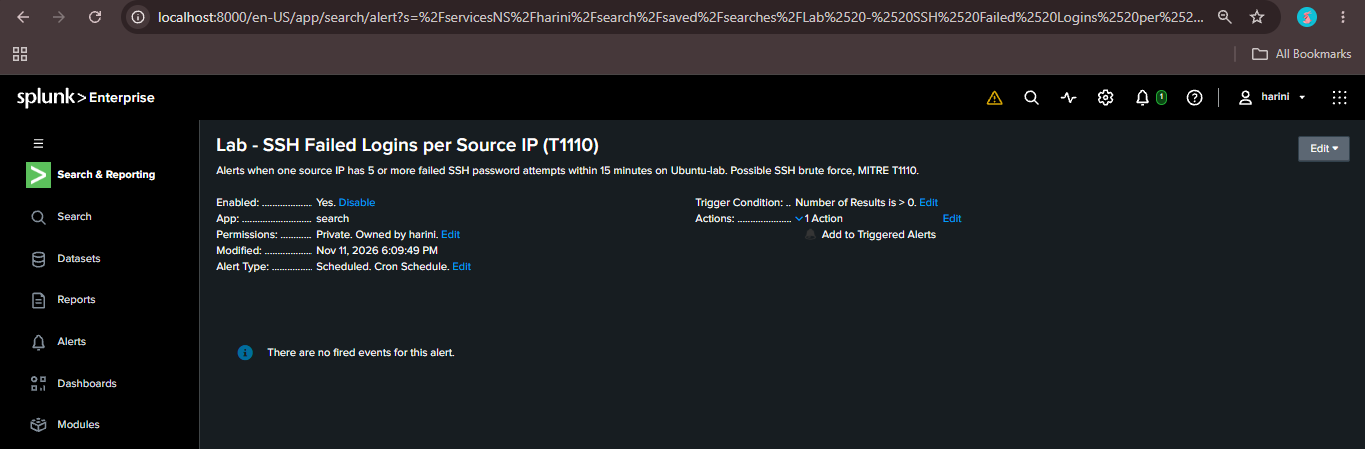 localhost:8000/en-US/app/search/alert?s=%2FservicesNS%2Fharini%2Fsearch%2Fsaved%2Fsearches%2FLab%2520-%2520SSH%2520Failed%2520Logins%2520per%252...
All Bookmarks
splunk>Enterprise
1
harini
Lab - SSH Failed Logins per Source IP (T1110)
Edit
Alerts when one source IP has 5 or more failed SSH password attempts within 15 minutes on Ubuntu-lab. Possible SSH brute force, MITRE T1110.
Search & Reporting
Search
Datasets
Reports
Alerts
Dashboards
Modules
Enabled: ................... Yes. Disable
App: ........................... search
Permissions: ............ Private. Owned by harini. Edit
Modified: .................. Nov 11, 2026 6:09:49 PM
Alert Type: ............... Scheduled. Cron Schedule. Edit
Trigger Condition: .. Number of Results is > 0. Edit
Actions: .................... 1 Action Edit
Add to Triggered Alerts
There are no fired events for this alert.